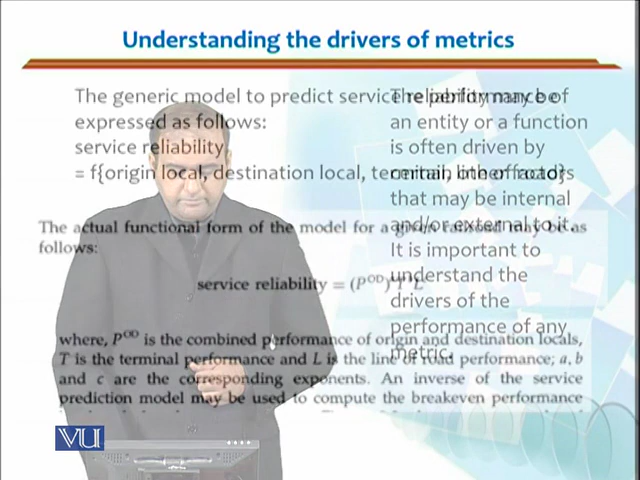 Understanding the drivers of metrics
The generic model to predict service reliability may be
expressed as follows:
service reliability
= f{origin local, destination local, terminal, line of road}
The performance of
an entity or a function
is often driven by
certain other factors
that may be internal
and/or external to it.
It is important to
understand the
drivers of the
performance of any
metric.
The actual functional form of the model for a given railroad may be as
follows:
service reliability = (P^OD) T L
where, P^OD is the combined performance of origin and destination locals,
T is the terminal performance and L is the line of road performance; a, b
and c are the corresponding exponents. An inverse of the service
prediction model may be used to compute the breakeven performance
VU